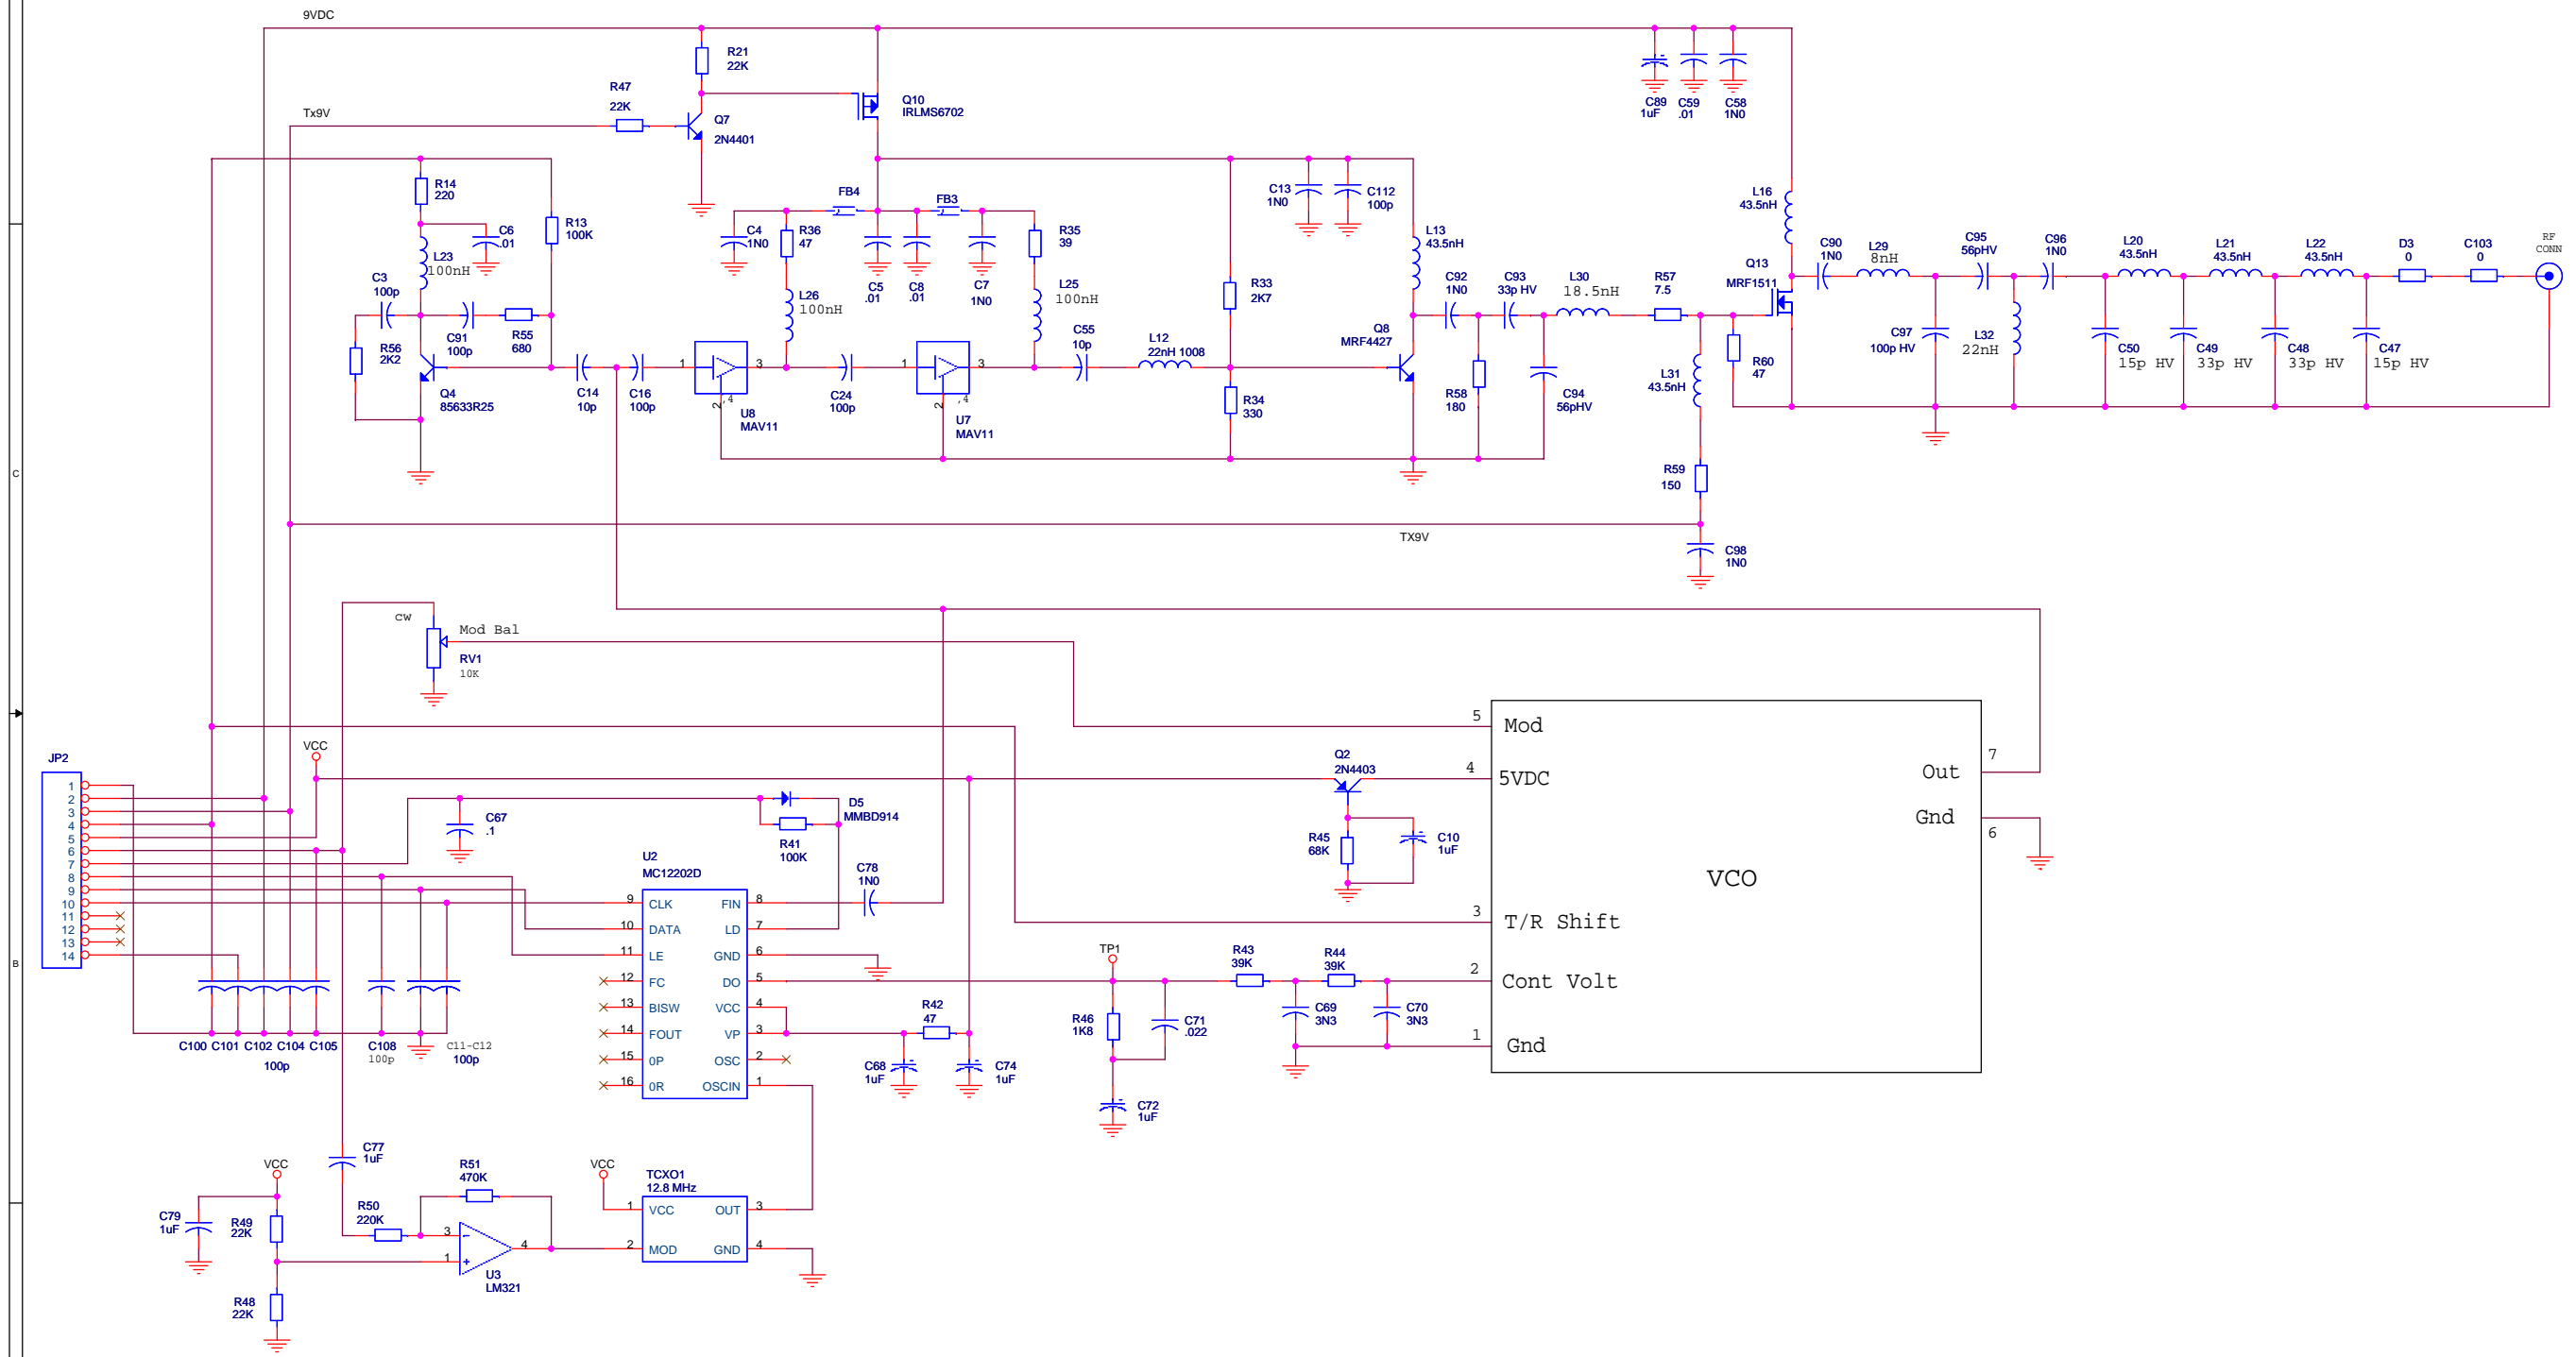 9VDC
R21
22K
R47
22K
Q10
IRLMS6702
C89
1uF
C59
.01
C58
1N0
Tx9V
Q7
2N4401
R14
220
C6
.01
R13
100K
L23
100nH
C3
100p
R56
2K2
C91
100p
R55
680
Q4
85633R25
C14
10p
C16
100p
FB4
FB3
C4
1N0
R36
47
C5
.01
C8
.01
C7
1N0
R35
39
L26
100nH
L25
100nH
1
3
2
,4
U8
MAV11
C24
100p
1
3
2
,4
U7
MAV11
C55
10p
L12
22nH 1008
R33
2K7
R34
330
C13
1N0
C112
100p
L13
43.5nH
Q8
MRF4427
C92
1N0
C93
33p HV
R58
180
L30
18.5nH
C94
56pHV
R57
7.5
L31
43.5nH
R59
150
R60
47
L16
43.5nH
Q13
MRF1511
C90
1N0
L29
8nH
C95
56pHV
C96
1N0
C97
100p HV
L32
22nH
L20
43.5nH
L21
43.5nH
L22
43.5nH
D3
0
C103
0
RF
CONN
C50
15p HV
C49
33p HV
C48
33p HV
C47
15p HV
C
TX9V
C98
1N0
CW
Mod Bal
RV1
10K
JP2
1
2
3
4
5
6
7
8
9
10
11
12
13
14
VCC
C67
.1
D5
MMBD914
R41
100K
U2
MC12202D
C78
1N0
9 CLK
10 DATA
11 LE
12 FC
13 BISW
14 FOUT
15 0P
16 0R
FIN 8
LD 7
GND 6
DO 5
VCC 4
VP 3
OSC 2
OSCIN 1
B
C100 C101 C102 C104 C105
100p
C108
100p
C11-C12
100p
R42
47
C68
1uF
C74
1uF
TP1
R46
1K8
C71
.022
C72
1uF
R43
39K
R44
39K
C69
3N3
C70
3N3
Q2
2N4403
R45
68K
C10
1uF
5 Mod
4 5VDC
3 T/R Shift
2 Cont Volt
1 Gnd
VCO
Out 7
Gnd 6
C77
1uF
VCC
C79
1uF
R49
22K
R48
22K
R50
220K
R51
470K
3
-
1
+
4
U3
LM321
VCC
TCXO1
12.8 MHz
1 VCC
2 MOD
OUT 3
GND 4